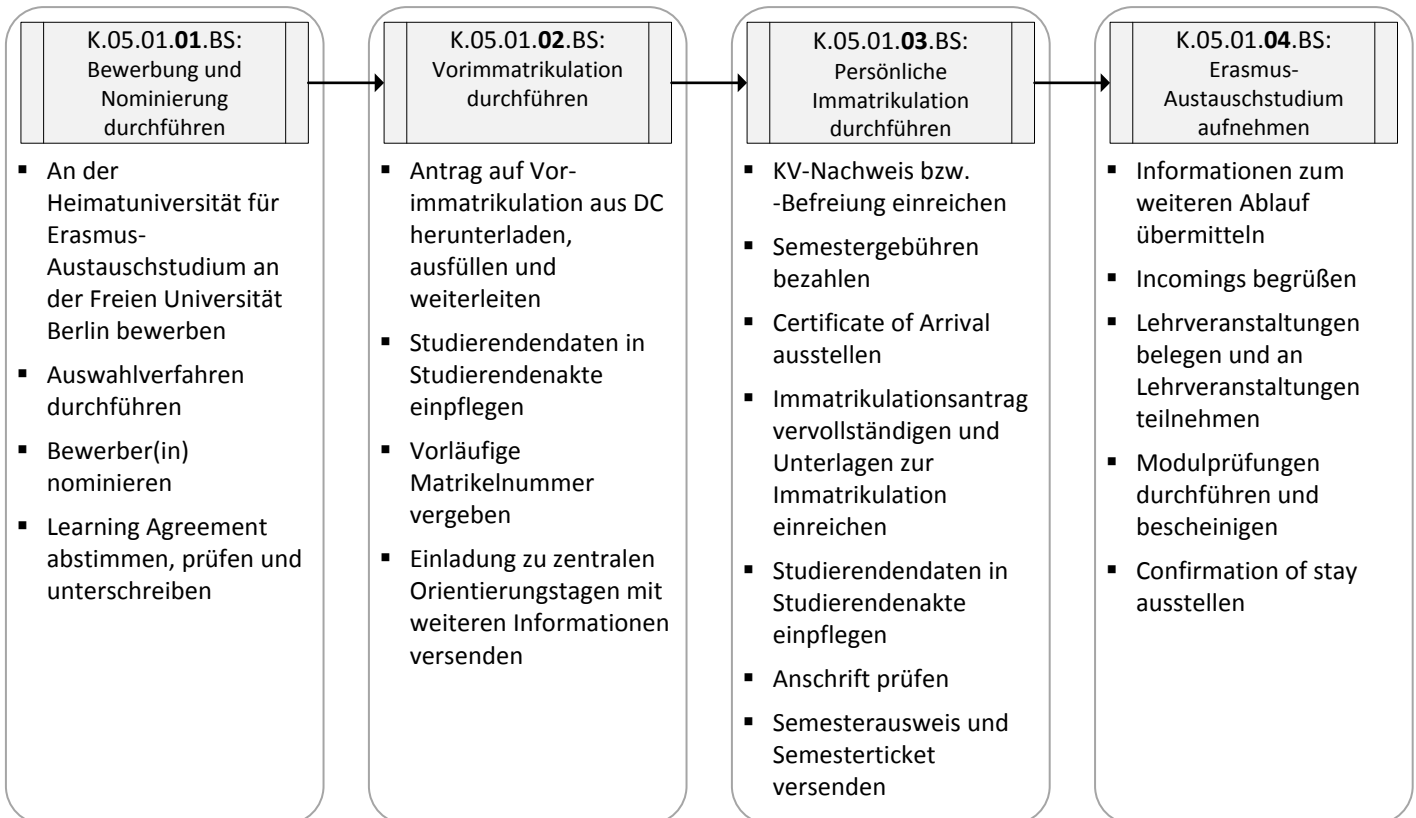 K.05.01.01.BS:
Bewerbung und
Nominierung
durchführen
▪ An der
Heimatuniversität für
Erasmus-
Austauschstudium an
der Freien Universität
Berlin bewerben
▪ Auswahlverfahren
durchführen
▪ Bewerber(in)
nominieren
▪ Learning Agreement
abstimmen, prüfen und
unterschreiben
K.05.01.02.BS:
Vorimmatrikulation
durchführen
▪ Antrag auf Vor-
immatrikulation aus DC
herunterladen,
ausfüllen und
weiterleiten
▪ Studierendendaten in
Studierendenakte
einpflegen
▪ Vorläufige
Matrikelnummer
vergeben
▪ Einladung zu zentralen
Orientierungstagen mit
weiteren Informationen
versenden
K.05.01.03.BS:
Persönliche
Immatrikulation
durchführen
▪ KV-Nachweis bzw.
-Befreiung einreichen
▪ Semestergebühren
bezahlen
▪ Certificate of Arrival
ausstellen
▪ Immatrikulationsantrag
vervollständigen und
Unterlagen zur
Immatrikulation
einreichen
▪ Studierendendaten in
Studierendenakte
einpflegen
▪ Anschrift prüfen
▪ Semesterausweis und
Semesterticket
versenden
K.05.01.04.BS:
Erasmus-
Austauschstudium
aufnehmen
▪ Informationen zum
weiteren Ablauf
übermitteln
▪ Incomings begrüßen
▪ Lehrveranstaltungen
belegen und an
Lehrveranstaltungen
teilnehmen
▪ Modulprüfungen
durchführen und
bescheinigen
▪ Confirmation of stay
ausstellen